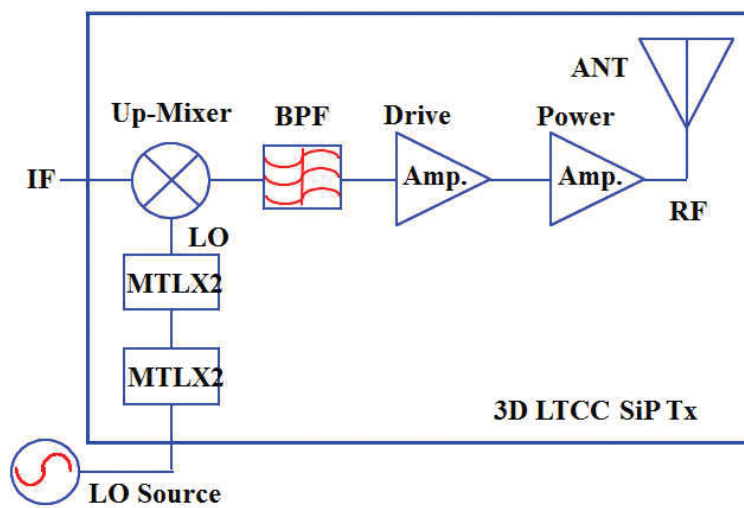 ANT
Up-Mixer
BPF
Drive
Power
IF
Amp.
Amp.
RF
LO
MTLX2
MTLX2
3D LTCC SiP Tx
LO Source